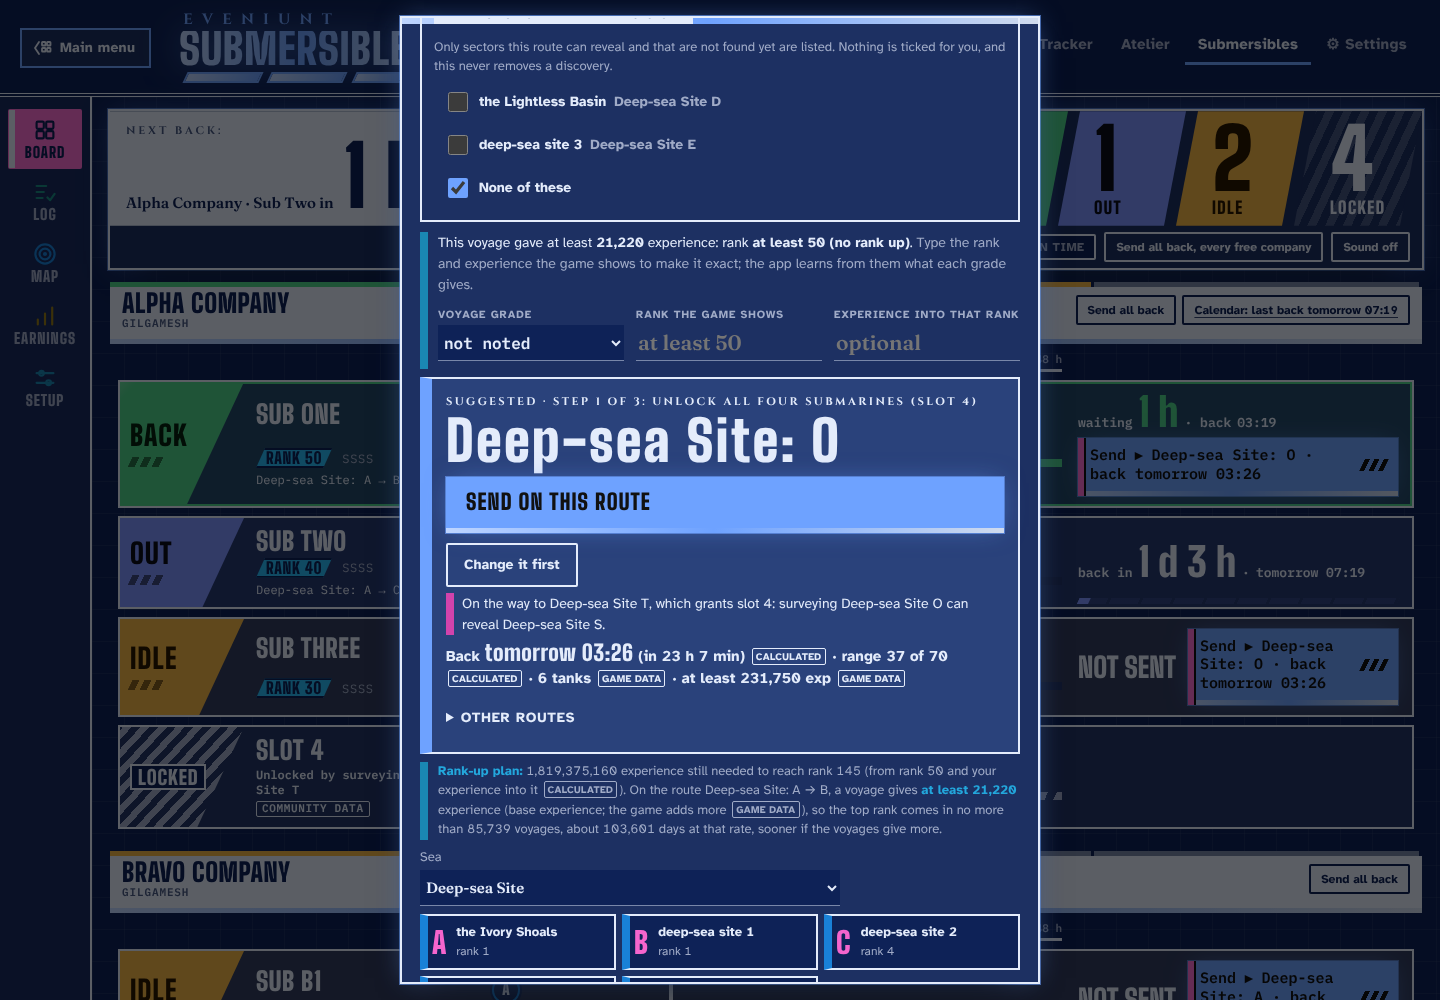 Main menu
EVENIUNT
SUBMERSIBLE
Tracker
Atelier
Submersibles
Settings
BOARD
LOG
MAP
EARNINGS
SETUP
NEXT BACK:
Alpha Company · Sub Two in
1
1
OUT
2
IDLE
4
LOCKED
N TIME
Send all back, every free company
Sound off
ALPHA COMPANY
GILGAMESH
Send all back
Calendar: last back tomorrow 07:19
8 h
BACK
SUB ONE
RANK 50 SSSS
Deep-sea Site: A → B
waiting 1 h · back 03:19
Send ▶ Deep-sea Site: O ·
back tomorrow 03:26
OUT
SUB TWO
RANK 40 SSSS
Deep-sea Site: A → C
back in 1 d 3 h · tomorrow 07:19
IDLE
SUB THREE
RANK 30 SSSS
NOT SENT
Send ▶ Deep-sea
Site: O · back
tomorrow 03:26
LOCKED
SLOT 4
Unlocked by surveyin
Site T
COMMUNITY DATA
BRAVO COMPANY
GILGAMESH
Send all back
8 h
IDLE
SUB B1
A
NOT SENT
Send ▶ Deep-sea
Site: A · back
Only sectors this route can reveal and that are not found yet are listed. Nothing is ticked for you, and
this never removes a discovery.
the Lightless Basin Deep-sea Site D
deep-sea site 3 Deep-sea Site E
None of these
This voyage gave at least 21,220 experience: rank at least 50 (no rank up). Type the rank
and experience the game shows to make it exact; the app learns from them what each grade
gives.
VOYAGE GRADE
RANK THE GAME SHOWS
EXPERIENCE INTO THAT RANK
not noted
at least 50
optional
SUGGESTED · STEP 1 OF 3: UNLOCK ALL FOUR SUBMARINES (SLOT 4)
Deep-sea Site: O
SEND ON THIS ROUTE
Change it first
On the way to Deep-sea Site T, which grants slot 4: surveying Deep-sea Site O can
reveal Deep-sea Site S.
Back tomorrow 03:26 (in 23 h 7 min) CALCULATED · range 37 of 70
CALCULATED · 6 tanks GAME DATA · at least 231,750 exp GAME DATA
▶ OTHER ROUTES
Rank-up plan: 1,819,375,160 experience still needed to reach rank 145 (from rank 50 and your
experience into it CALCULATED). On the route Deep-sea Site: A → B, a voyage gives at least 21,220
experience (base experience; the game adds more GAME DATA), so the top rank comes in no more
than 85,739 voyages, about 103,601 days at that rate, sooner if the voyages give more.
Sea
Deep-sea Site
A the Ivory Shoals
rank 1
B deep-sea site 1
rank 1
C deep-sea site 2
rank 4